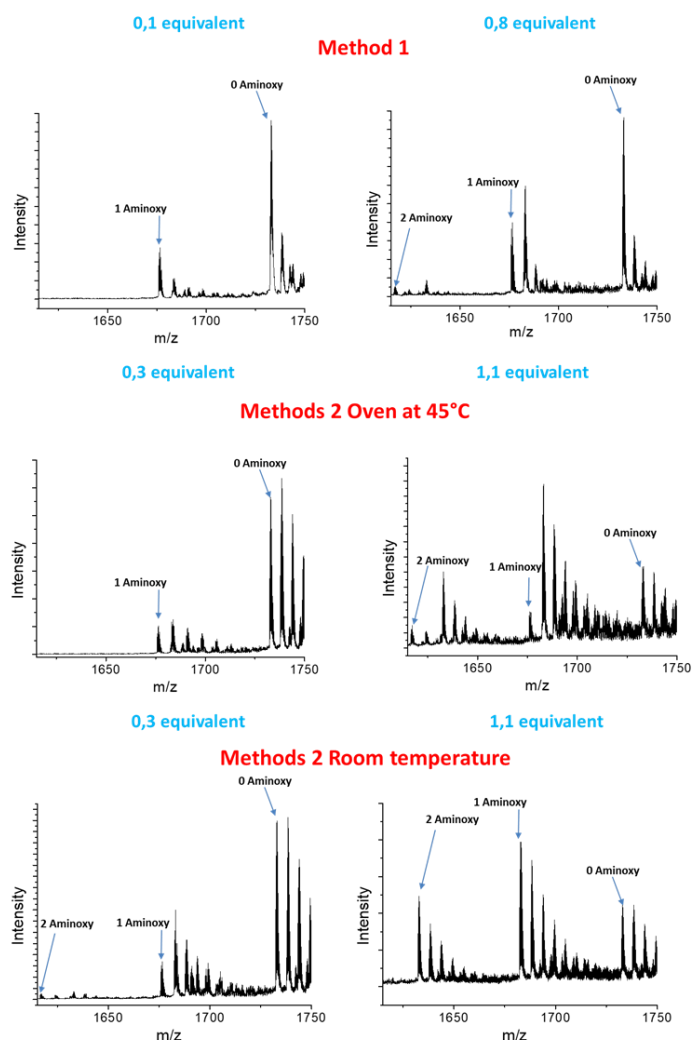 0,1 equivalent
0,8 equivalent
Method 1
0 Aminoxy
1 Aminoxy
Intensity
1650 1700 1750
m/z
0 Aminoxy
1 Aminoxy
2 Aminoxy
Intensity
1650 1700 1750
m/z
0,3 equivalent
1,1 equivalent
Methods 2 Oven at 45°C
0 Aminoxy
1 Aminoxy
Intensity
1650 1700 1750
m/z
0 Aminoxy
2 Aminoxy
1 Aminoxy
Intensity
1650 1700 1750
m/z
0,3 equivalent
1,1 equivalent
Methods 2 Room temperature
0 Aminoxy
2 Aminoxy
1 Aminoxy
Intensity
1650 1700 1750
m/z
1 Aminoxy
2 Aminoxy
0 Aminoxy
Intensity
1650 1700 1750
m/z